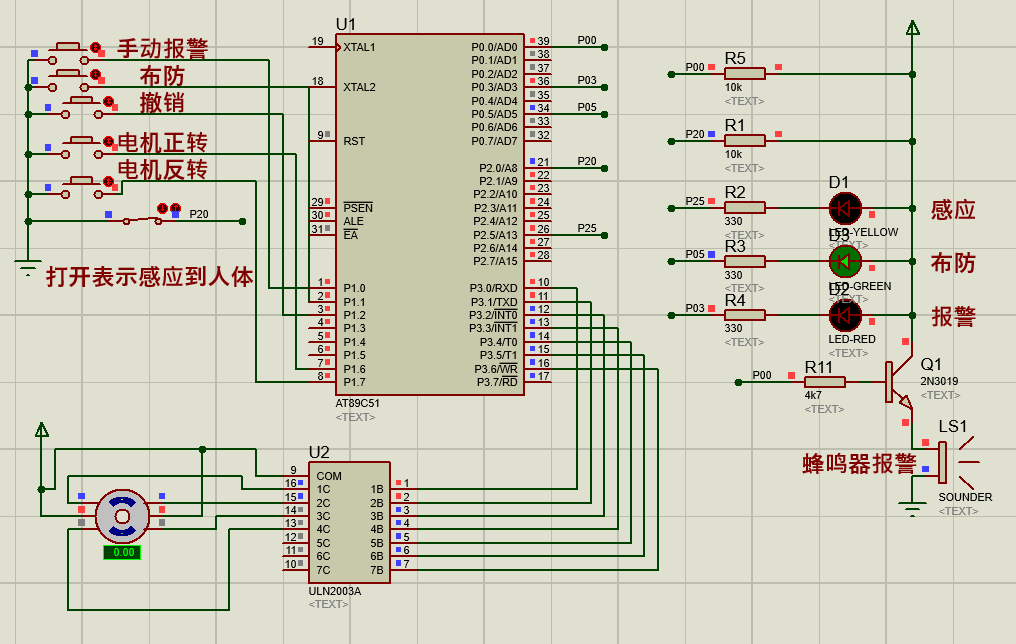 手动报警
布防
撤销
电机正转
电机反转
P20
打开表示感应到人体
U1
19 XTAL1
18 XTAL2
9 RST
29 PSEN
30 ALE
31 EA
1 P1.0
2 P1.1
3 P1.2
4 P1.3
5 P1.4
6 P1.5
7 P1.6
8 P1.7
P0.0/AD0 39 P00
P0.1/AD1 38
P0.2/AD2 37
P0.3/AD3 36 P03
P0.4/AD4 35
P0.5/AD5 34 P05
P0.6/AD6 33
P0.7/AD7 32
P2.0/A8 21 P20
P2.1/A9 22
P2.2/A10 23
P2.3/A11 24
P2.4/A12 25
P2.5/A13 26 P25
P2.6/A14 27
P2.7/A15 28
P3.0/RXD 10
P3.1/TXD 11
P3.2/INT0 12
P3.3/INT1 13
P3.4/T0 14
P3.5/T1 15
P3.6/WR 16
P3.7/RD 17
AT89C51
<TEXT>
U2
9 COM
16 1C 1B 1
15 2C 2B 2
14 3C 3B 3
13 4C 4B 4
12 5C 5B 5
11 6C 6B 6
10 7C 7B 7
ULN2003A
<TEXT>
0.00
R5
P00
10k
<TEXT>
R1
P20
10k
<TEXT>
R2
P25
330
<TEXT>
D1
LED-YELLOW
<TEXT>
感应
R3
P05
330
<TEXT>
D3
LED-GREEN
布防
R4
P03
330
<TEXT>
D2
LED-RED
<TEXT>
报警
P00
R11
4k7
<TEXT>
Q1
2N3019
<TEXT>
蜂鸣器报警
LS1
SOUNDER
<TEXT>